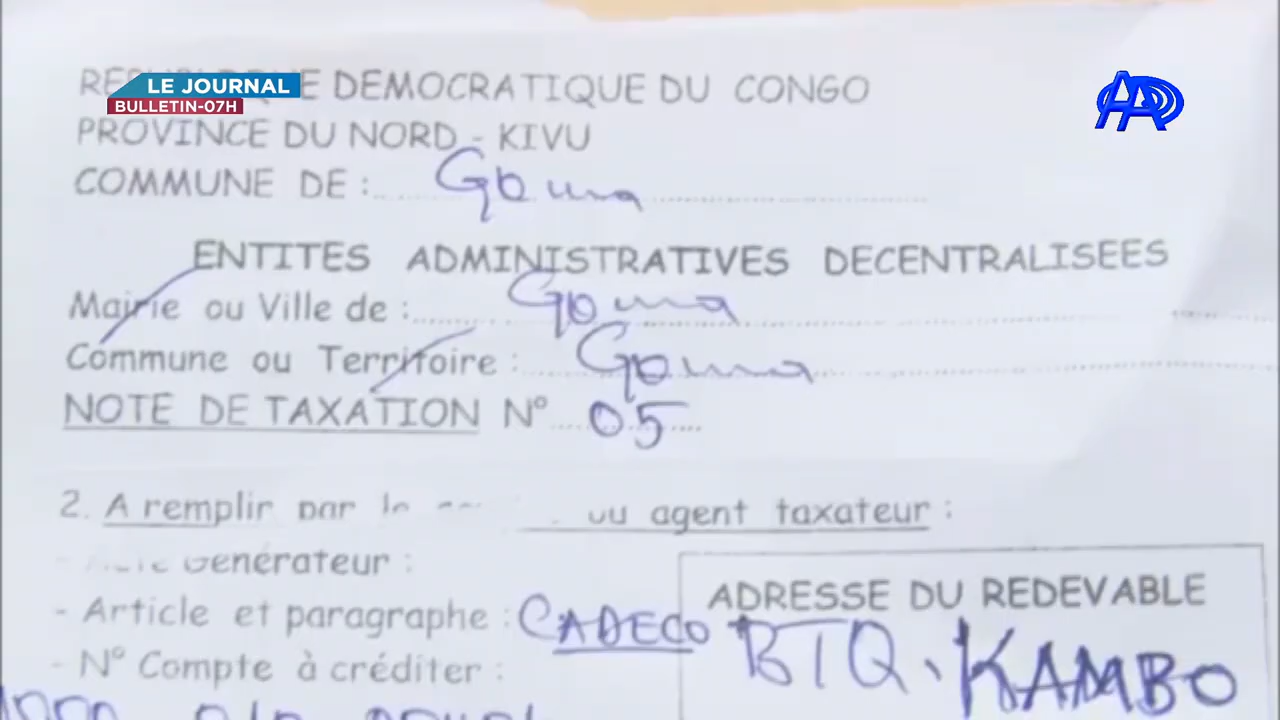 LE JOURNAL
BULLETIN-07H
REPUBLIQUE DEMOCRATIQUE DU CONGO
PROVINCE DU NORD - KIVU
COMMUNE DE : Goma
ENTITES ADMINISTRATIVES DECENTRALISEES
Mairie ou Ville de : Goma
Commune ou Territoire : Goma
NOTE DE TAXATION N° 05
2. A remplir par ou agent taxateur :
Générateur :
- Article et paragraphe : CADECO
- N° Compte à créditer :
ADRESSE DU REDEVABLE
BTQ. KAMBO